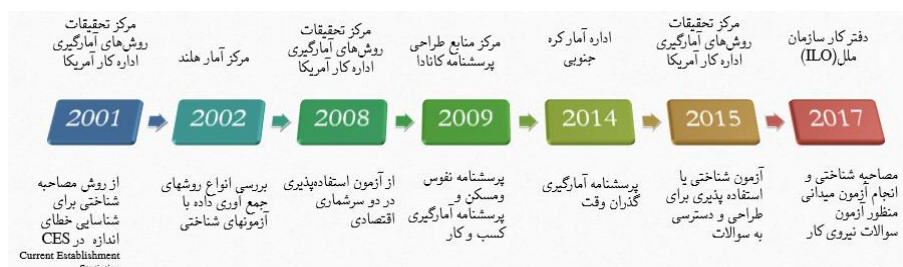 مرکز تحقیقات
روش‌های آمارگیری
اداره کار آمریکا
مرکز آمار هلند
مرکز تحقیقات
روش‌های آمارگیری
اداره کار آمریکا
مرکز منابع طراحی
پرسشنامه کانادا
اداره آمار کره
جنوبی
مرکز تحقیقات
روش‌های آمارگیری
اداره کار آمریکا
دفتر کار سازمان
ملل(ILO)
2001
2002
2008
2009
2014
2015
2017
از روش مصاحبه
شناختی برای
شناسایی خطای
اندازه در CES
Current Establishment
بررسی انواع روشهای
جمع آوری داده با
آزمونهای شناختی
از آزمون استفاده‌پذیری
در دو سرشماری
اقتصادی
پرسشنامه نفوس
ومسکن و
پرسشنامه آمارگیری
کسب و کار
پرسشنامه آمارگیری
گذران وقت
آزمون شناختی یا
استفاده پذیری برای
طراحی و دسترسی
به سوالات
مصاحبه شناختی و
انجام آزمون میدانی
منظور آزمون
سوالات نیروی کار